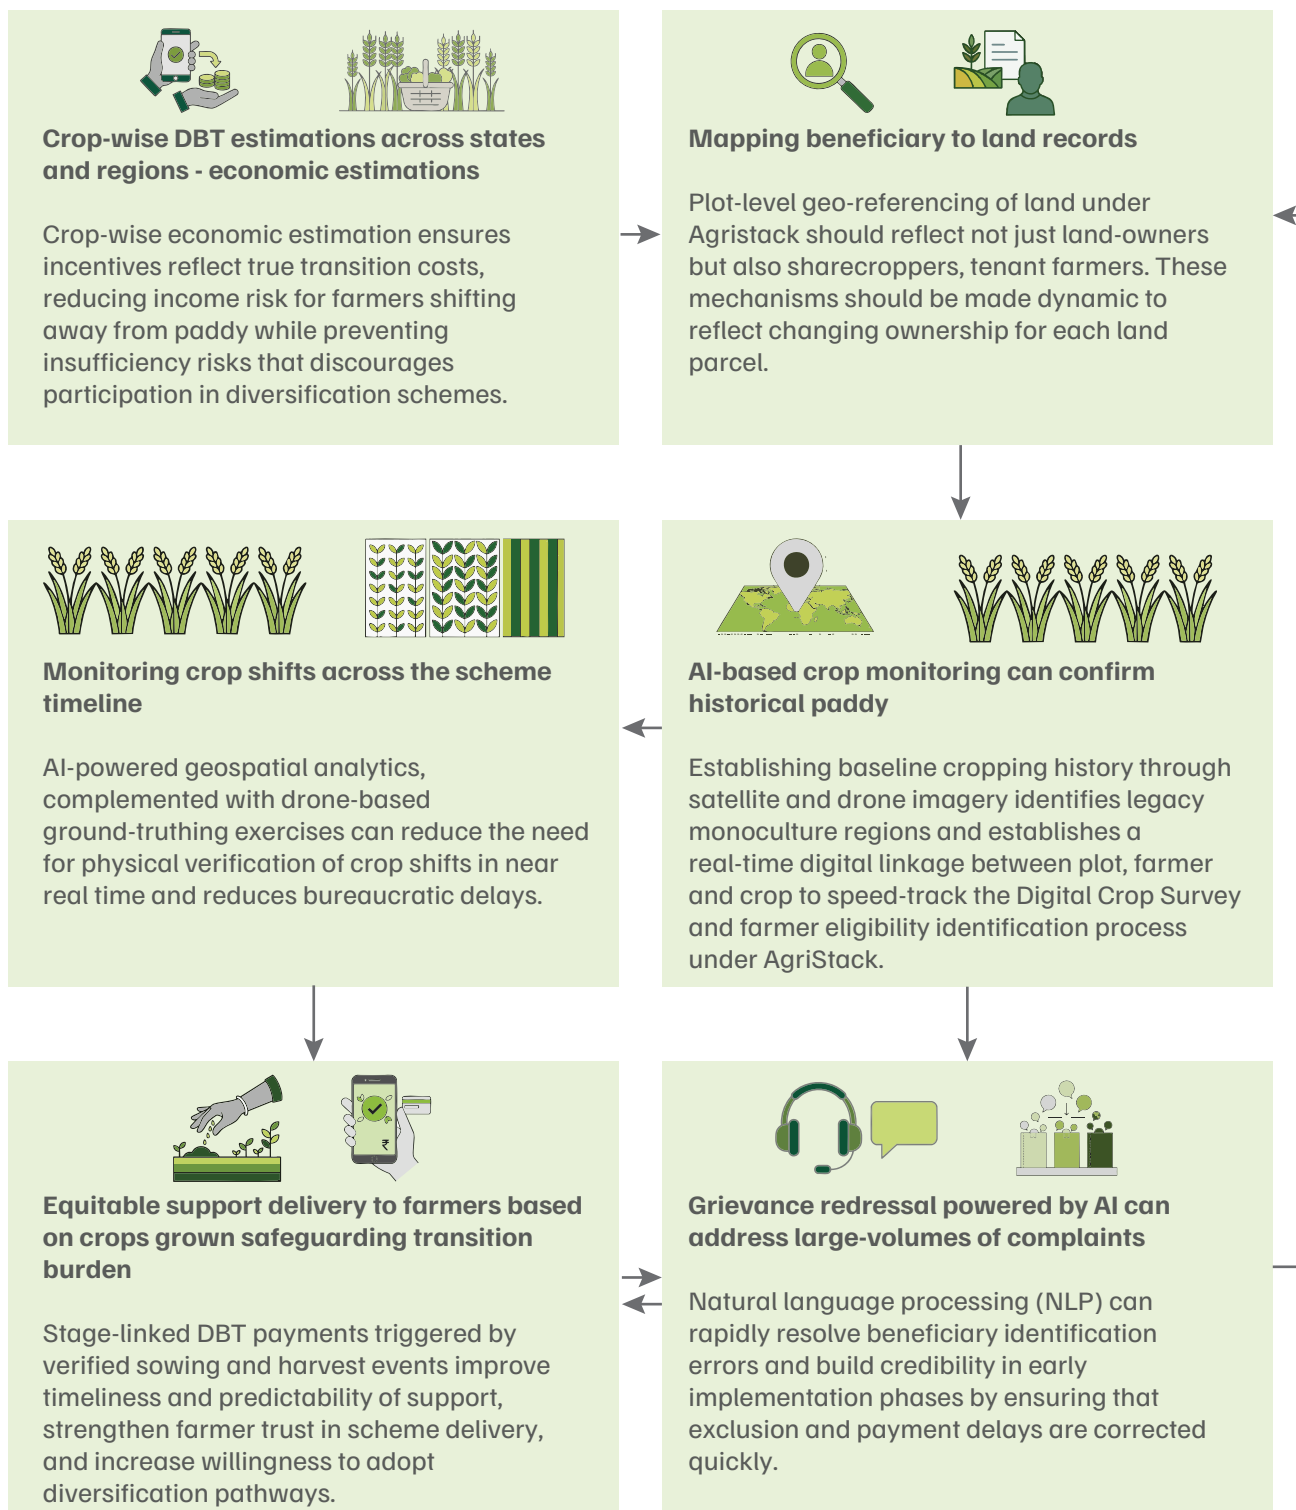 Crop-wise DBT estimations across states
and regions - economic estimations
Crop-wise economic estimation ensures
incentives reflect true transition costs,
reducing income risk for farmers shifting
away from paddy while preventing
insufficiency risks that discourages
participation in diversification schemes.
Mapping beneficiary to land records
Plot-level geo-referencing of land under
Agristack should reflect not just land-owners
but also sharecroppers, tenant farmers. These
mechanisms should be made dynamic to
reflect changing ownership for each land
parcel.
Monitoring crop shifts across the scheme
timeline
AI-powered geospatial analytics,
complemented with drone-based
ground-truthing exercises can reduce the need
for physical verification of crop shifts in near
real time and reduces bureaucratic delays.
AI-based crop monitoring can confirm
historical paddy
Establishing baseline cropping history through
satellite and drone imagery identifies legacy
monoculture regions and establishes a
real-time digital linkage between plot, farmer
and crop to speed-track the Digital Crop Survey
and farmer eligibility identification process
under AgriStack.
₹
Equitable support delivery to farmers based
on crops grown safeguarding transition
burden
Stage-linked DBT payments triggered by
verified sowing and harvest events improve
timeliness and predictability of support,
strengthen farmer trust in scheme delivery,
and increase willingness to adopt
diversification pathways.
Grievance redressal powered by AI can
address large-volumes of complaints
Natural language processing (NLP) can
rapidly resolve beneficiary identification
errors and build credibility in early
implementation phases by ensuring that
exclusion and payment delays are corrected
quickly.